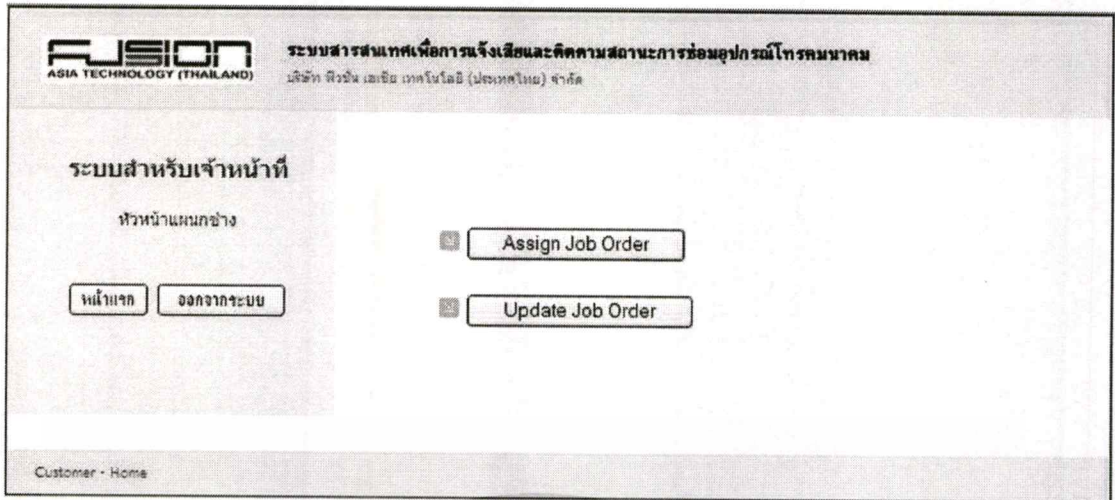 FUSION
ASIA TECHNOLOGY (THAILAND)
ระบบสารสนเทศเพื่อการแจ้งเสียและติดตามสถานะการซ่อมอุปกรณ์โทรคมนาคม
บริษัท ฟิวชั่น เอเชีย เทคโนโลยี (ประเทศไทย) จำกัด
ระบบสำหรับเจ้าหน้าที่
หัวหน้าแผนกช่าง
หน้าแรก ออกจากระบบ
Assign Job Order
Update Job Order
Customer - Home